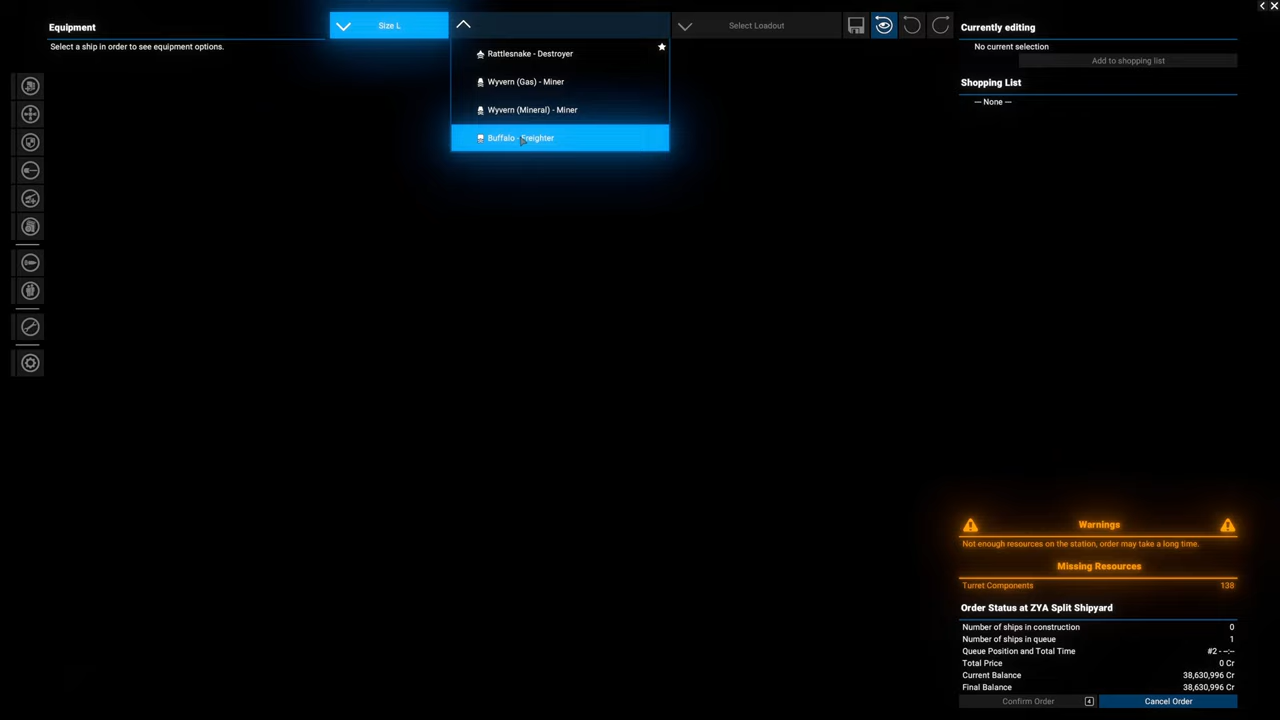 Equipment
Select a ship in order to see equipment options.
Size L
Rattlesnake - Destroyer
Wyvern (Gas) - Miner
Wyvern (Mineral) - Miner
Buffalo - Freighter
Select Loadout
Currently editing
No current selection
Add to shopping list
Shopping List
— None —
Warnings
Not enough resources on the station, order may take a long time.
Missing Resources
Turret Components 138
Order Status at ZYA Split Shipyard
Number of ships in construction 0
Number of ships in queue 1
Queue Position and Total Time #2 - --:--
Total Price 0 Cr
Current Balance 38,630,996 Cr
Final Balance 38,630,996 Cr
Confirm Order 4 Cancel Order